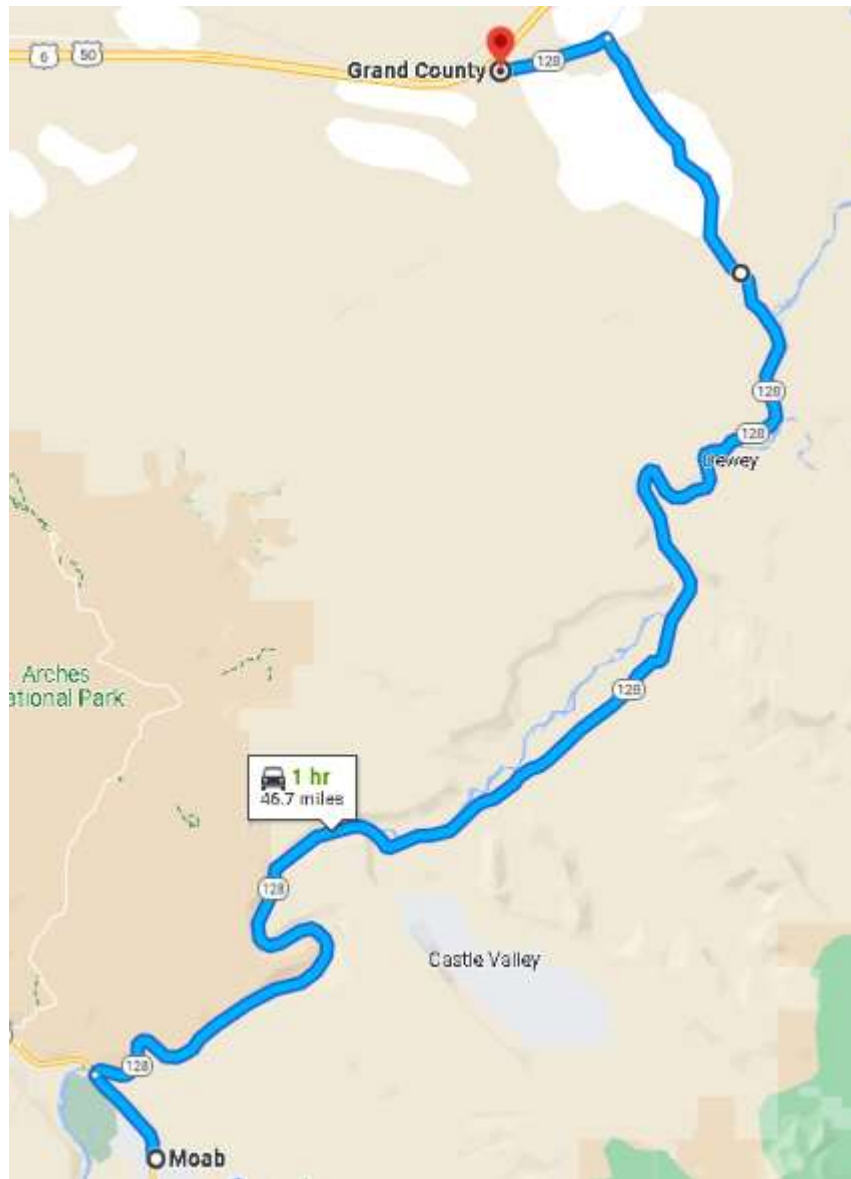 6
50
128
Grand County
128
128
Dewey
Arches
ational Park
128
1 hr
46.7 miles
128
Castle Valley
128
Moab